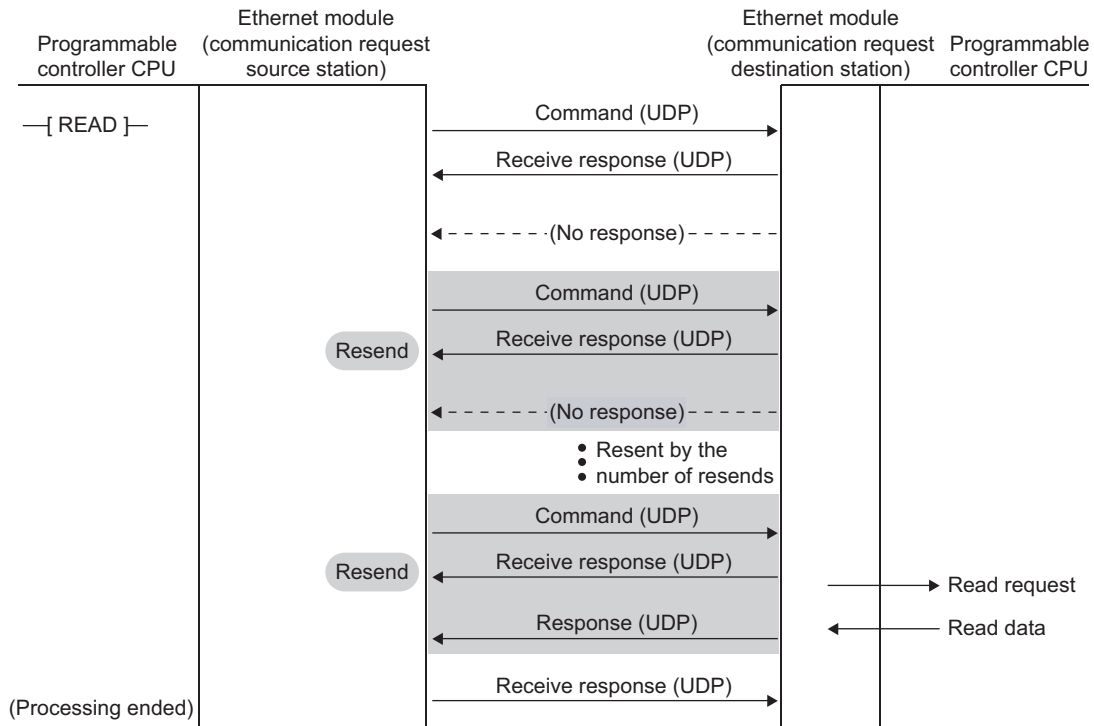 Programmable
controller CPU
Ethernet module
(communication request
source station)
Ethernet module
(communication request
destination station)
Programmable
controller CPU
[ READ ]
Command (UDP)
Receive response (UDP)
(No response)
Command (UDP)
Resend
Receive response (UDP)
(No response)
Resent by the
number of resends
Command (UDP)
Resend
Receive response (UDP)
Read request
Response (UDP)
Read data
Receive response (UDP)
(Processing ended)